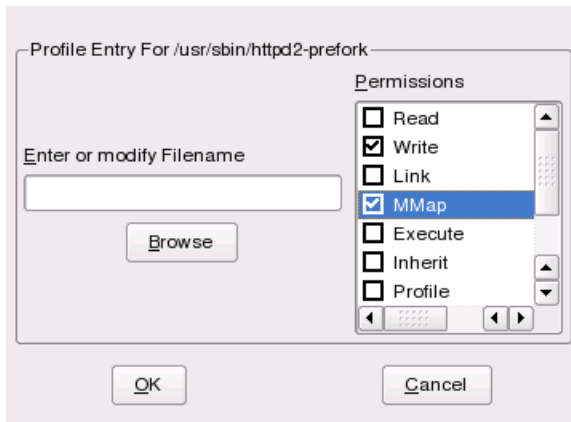 Profile Entry For /usr/sbin/httpd2-prefork
Permissions
Read
Write
Link
MMap
Execute
Inherit
Profile
Enter or modify Filename
Browse
OK
Cancel